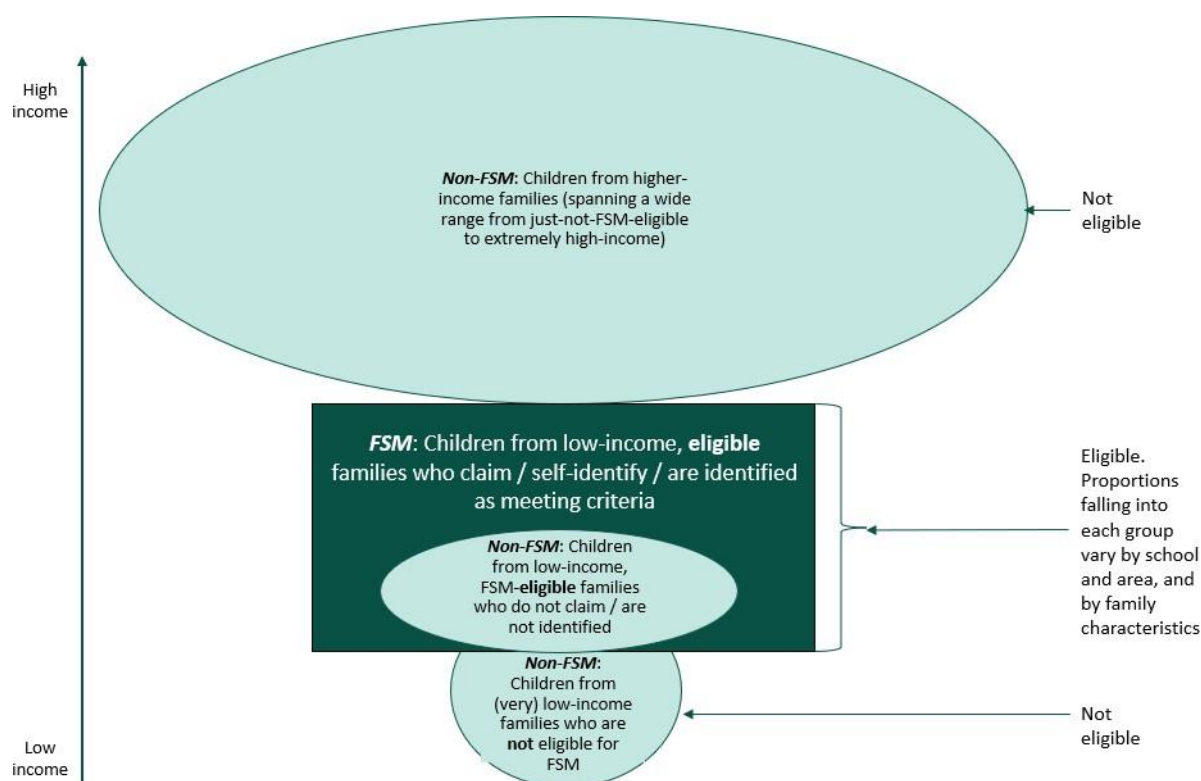 High
income
Non-FSM: Children from higher-
income families (spanning a wide
range from just-not-FSM-eligible
to extremely high-income)
Not
eligible
FSM: Children from low-income, eligible
families who claim / self-identify / are identified
as meeting criteria
Non-FSM: Children
from low-income,
FSM-eligible families
who do not claim / are
not identified
Eligible.
Proportions
falling into
each group
vary by school
and area, and
by family
characteristics
Non-FSM:
Children from
(very) low-income
families who are
not eligible for
FSM
Not
eligible
Low
income